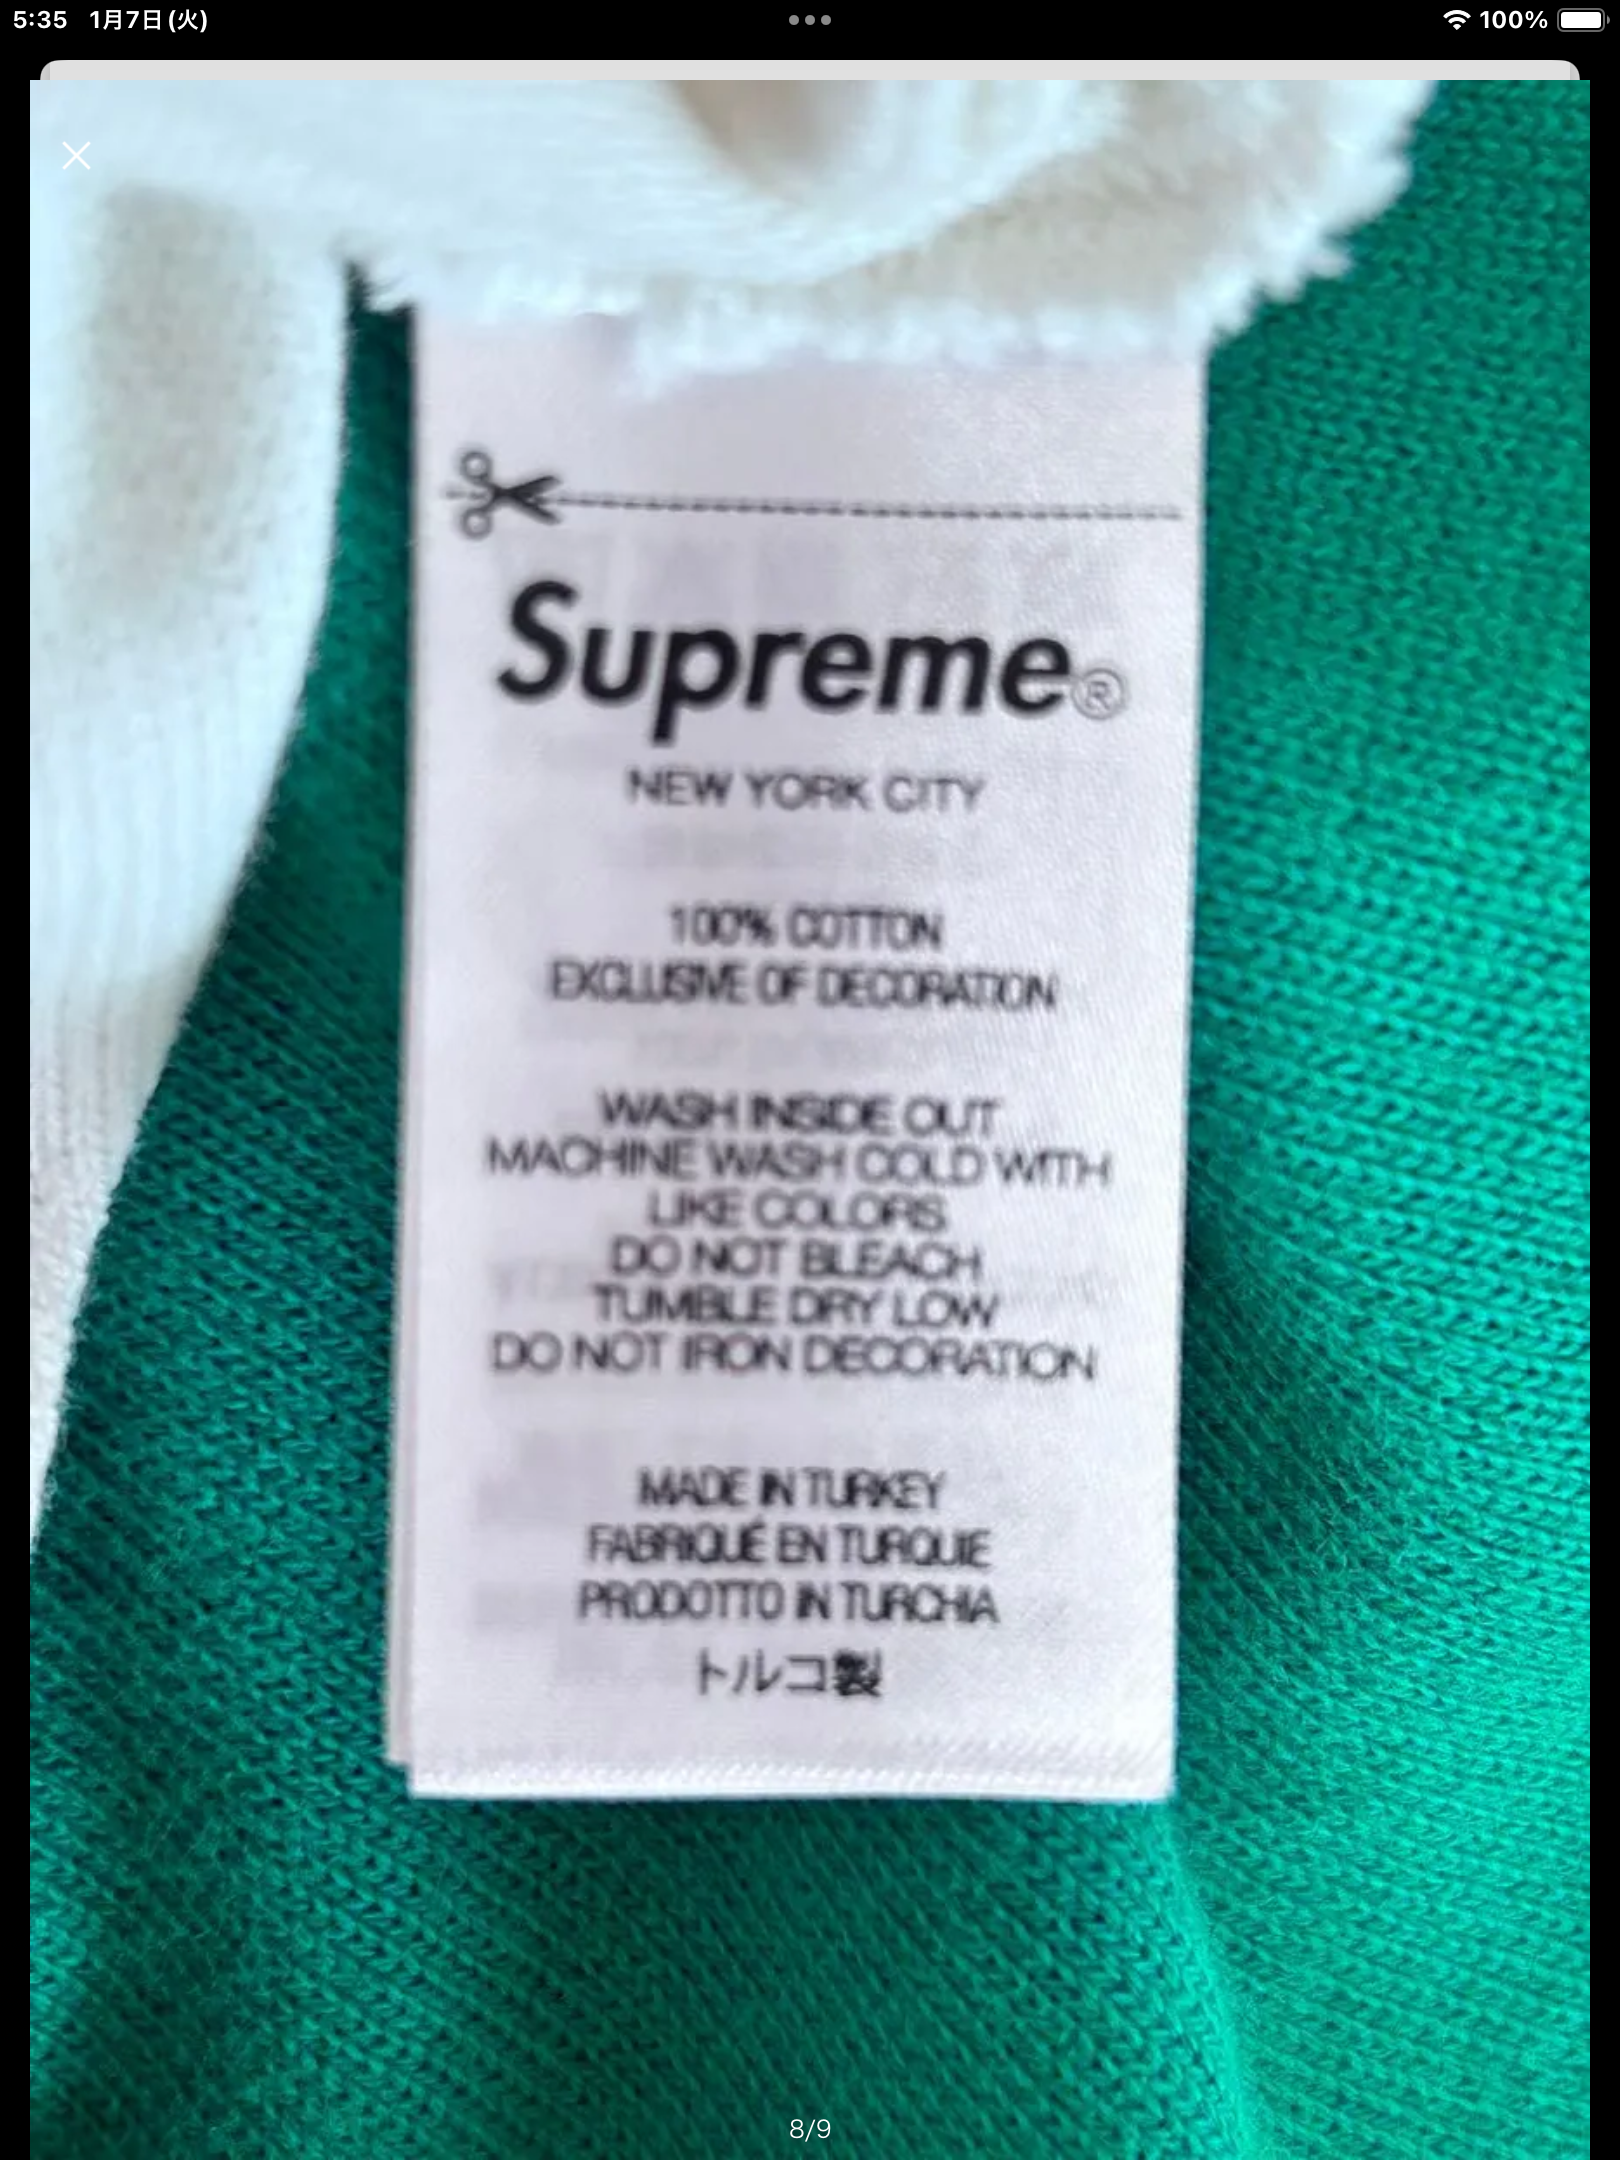 5:35 1月7日(火)
100%
Supreme®
NEW YORK CITY
100% COTTON
EXCLUSIVE OF DECORATION
WASH INSIDE OUT
MACHINE WASH COLD WITH
LIKE COLORS
DO NOT BLEACH
TUMBLE DRY LOW
DO NOT IRON DECORATION
MADE IN TURKEY
FABRIQUÉ EN TURQUIE
PRODOTTO IN TURCHIA
トルコ製
8/9